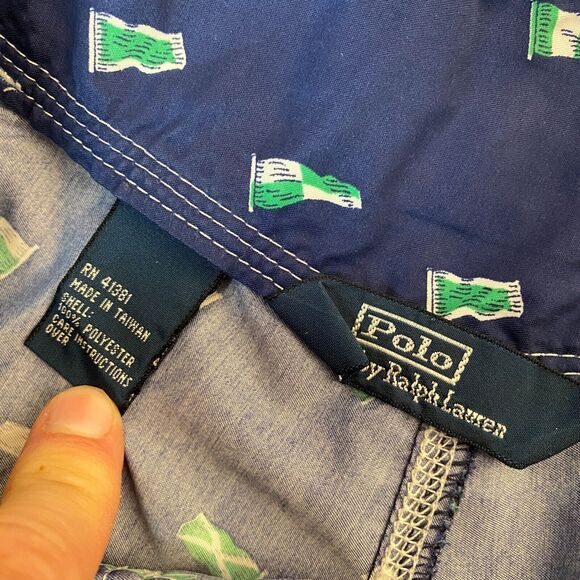 RN 41381
MADE IN TAIWAN
SHELL:
100% POLYESTER
CARE INSTRUCTIONS
OVER
Polo
by Ralph Lauren